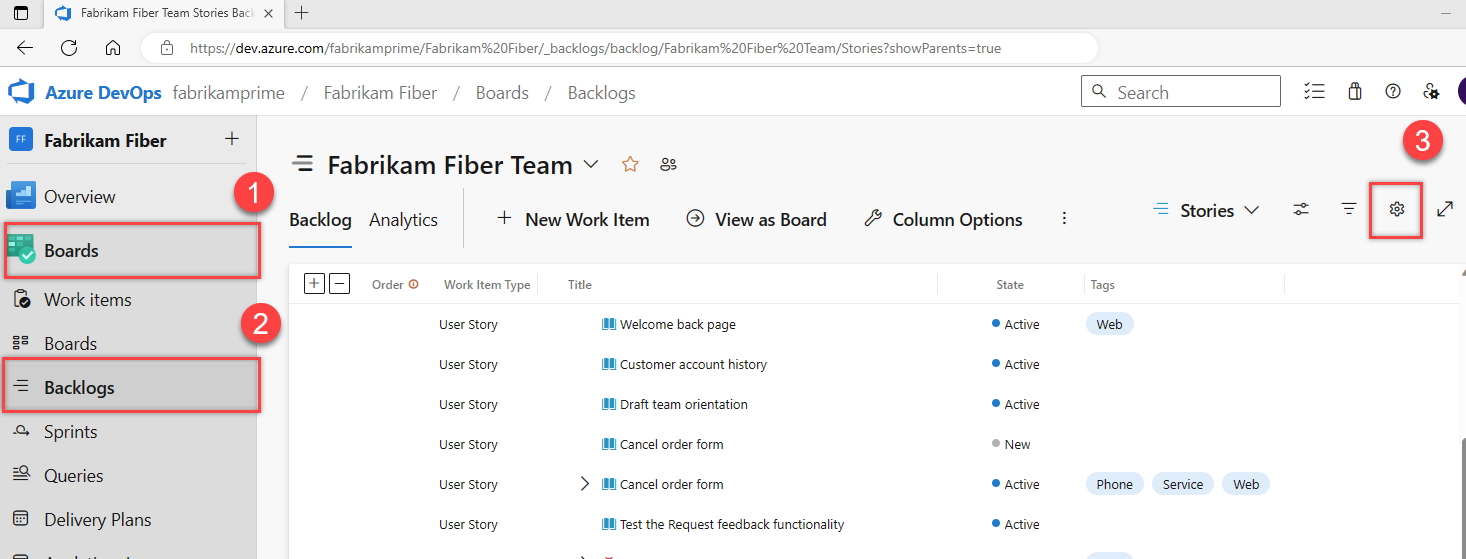 Fabrikam Fiber Team Stories Back
https://dev.azure.com/fabrikamprime/Fabrikam%20Fiber/_backlogs/backlog/Fabrikam%20Fiber%20Team/Stories?showParents=true
Azure DevOps fabrikamprime / Fabrikam Fiber / Boards / Backlogs
Search
FF Fabrikam Fiber
Overview
1
Boards
Work items
2
Boards
Backlogs
Sprints
Queries
Delivery Plans
Fabrikam Fiber Team
3
Backlog Analytics New Work Item View as Board Column Options Stories
Order Work Item Type Title State Tags
User Story Welcome back page Active Web
User Story Customer account history Active
User Story Draft team orientation Active
User Story Cancel order form New
User Story Cancel order form Active Phone Service Web
User Story Test the Request feedback functionality Active